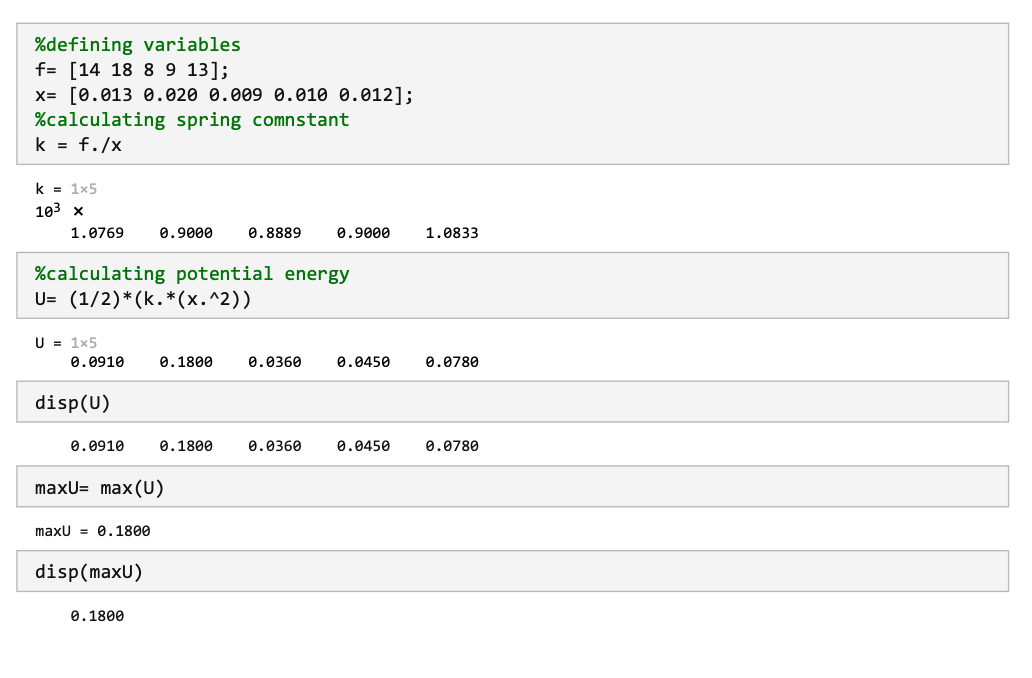 %defining variables
f= [14 18 8 9 13];
x= [0.013 0.020 0.009 0.010 0.012];
%calculating spring comnstant
k = f./x
k = 1×5
10³ ×
1.0769 0.9000 0.8889 0.9000 1.0833
%calculating potential energy
U= (1/2)*(k.*(x.^2))
U = 1×5
0.0910 0.1800 0.0360 0.0450 0.0780
disp(U)
0.0910 0.1800 0.0360 0.0450 0.0780
maxU= max(U)
maxU = 0.1800
disp(maxU)
0.1800